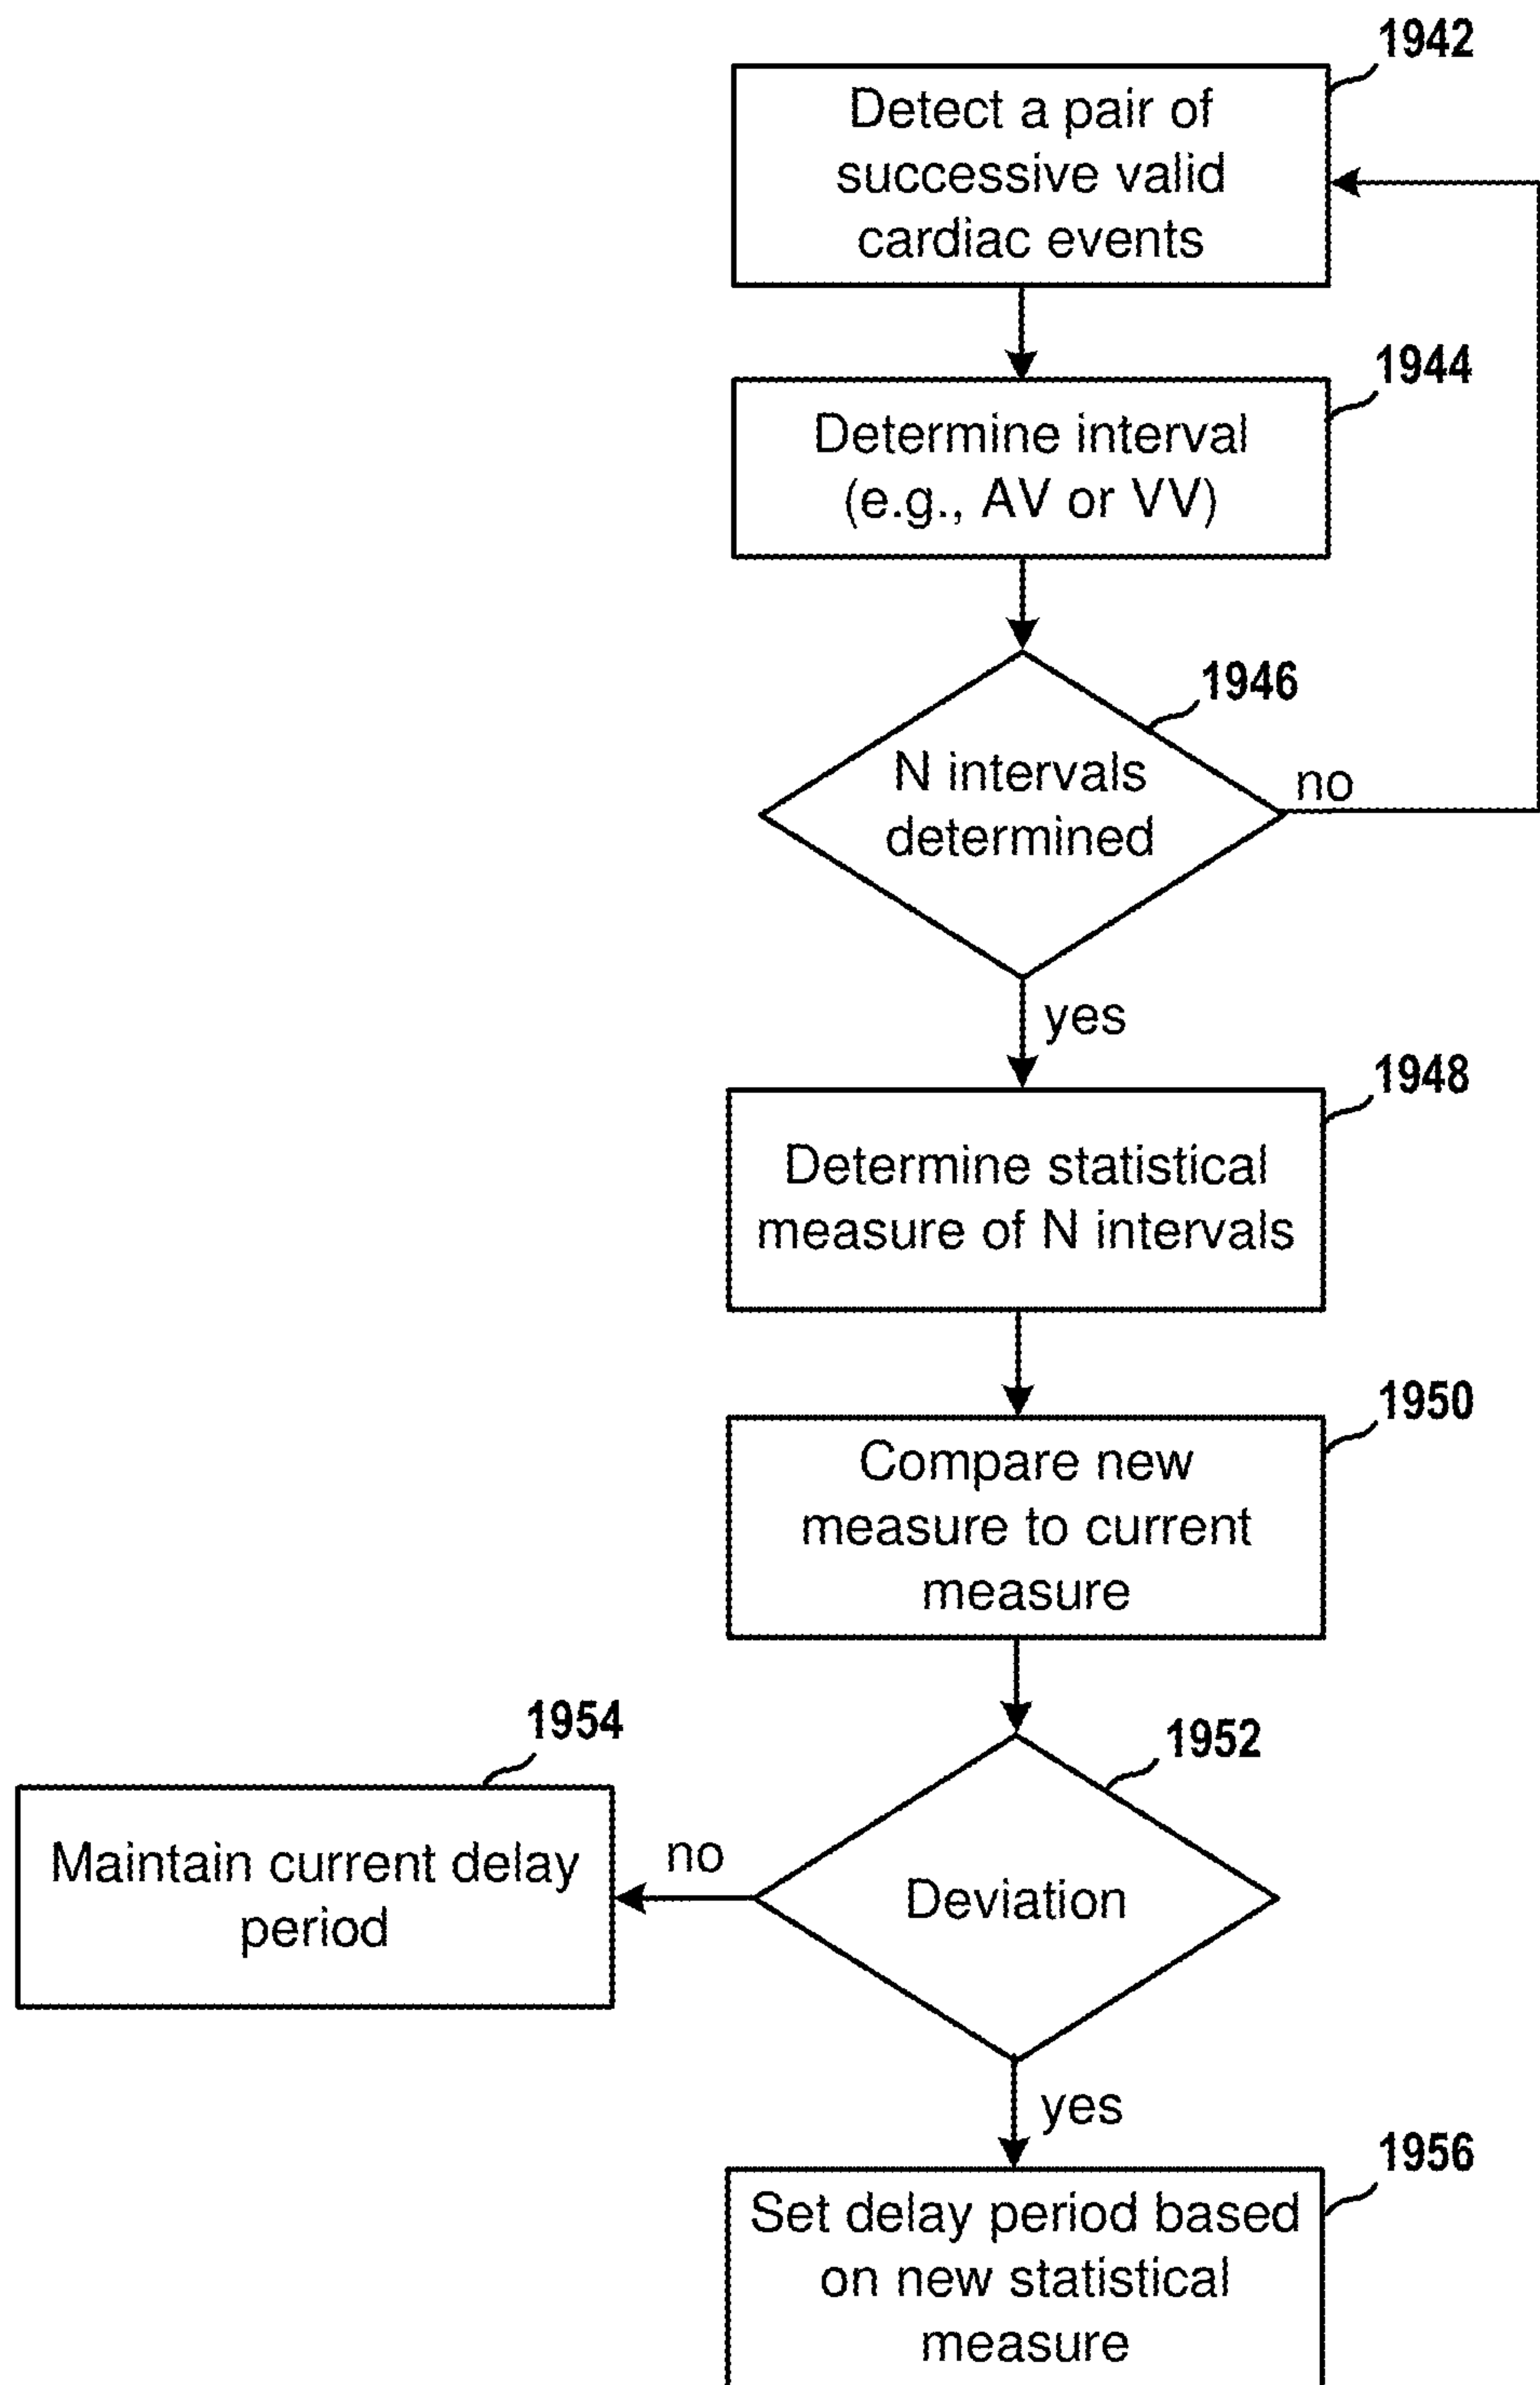 1942
Detect a pair of
successive valid
cardiac events
1944
Determine interval
(e.g., AV or VV)
1946
N intervals
determined
no
yes
1948
Determine statistical
measure of N intervals
1950
Compare new
measure to current
measure
1954
1952
Maintain current delay
period
no
Deviation
yes
1956
Set delay period based
on new statistical
measure